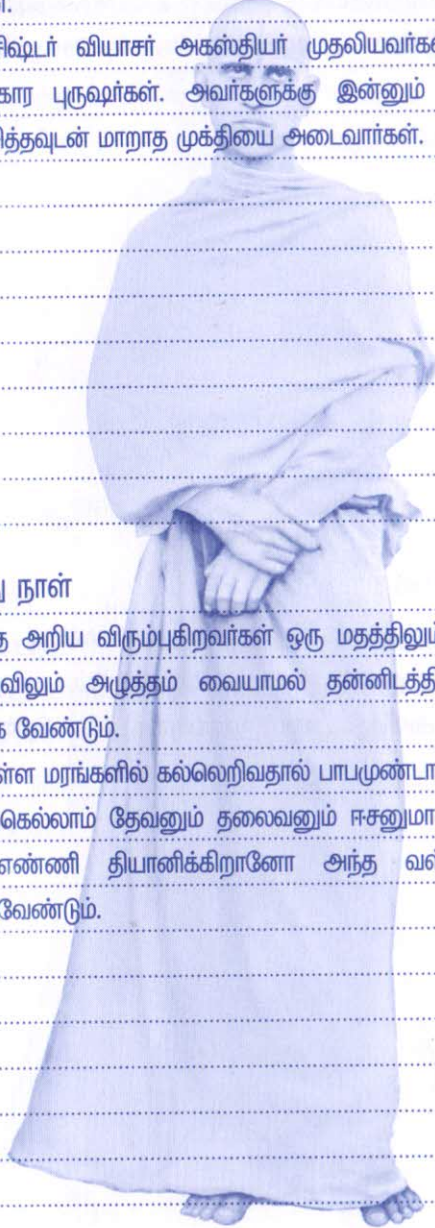 சிஷ்டர் வியாசர் அகஸ்தியர் முதலியவர்கள
கார புருஷர்கள். அவர்களுக்கு இன்னும்
ித்தவுடன் மாறாத முக்தியை அடைவார்கள்.
நாள்
அறிய விரும்புகிறவர்கள் ஒரு மதத்திலும்
விலும் அழுத்தம் வையாமல் தன்னிடத்தி
க வேண்டும்.
ள்ள மரங்களில் கல்லெறிவதால் பாபமுண்டா
கெல்லாம் தேவனும் தலைவனும் ஈசனுமா
எண்ணி தியானிக்கிறானோ அந்த வஸ்
வேண்டும்.